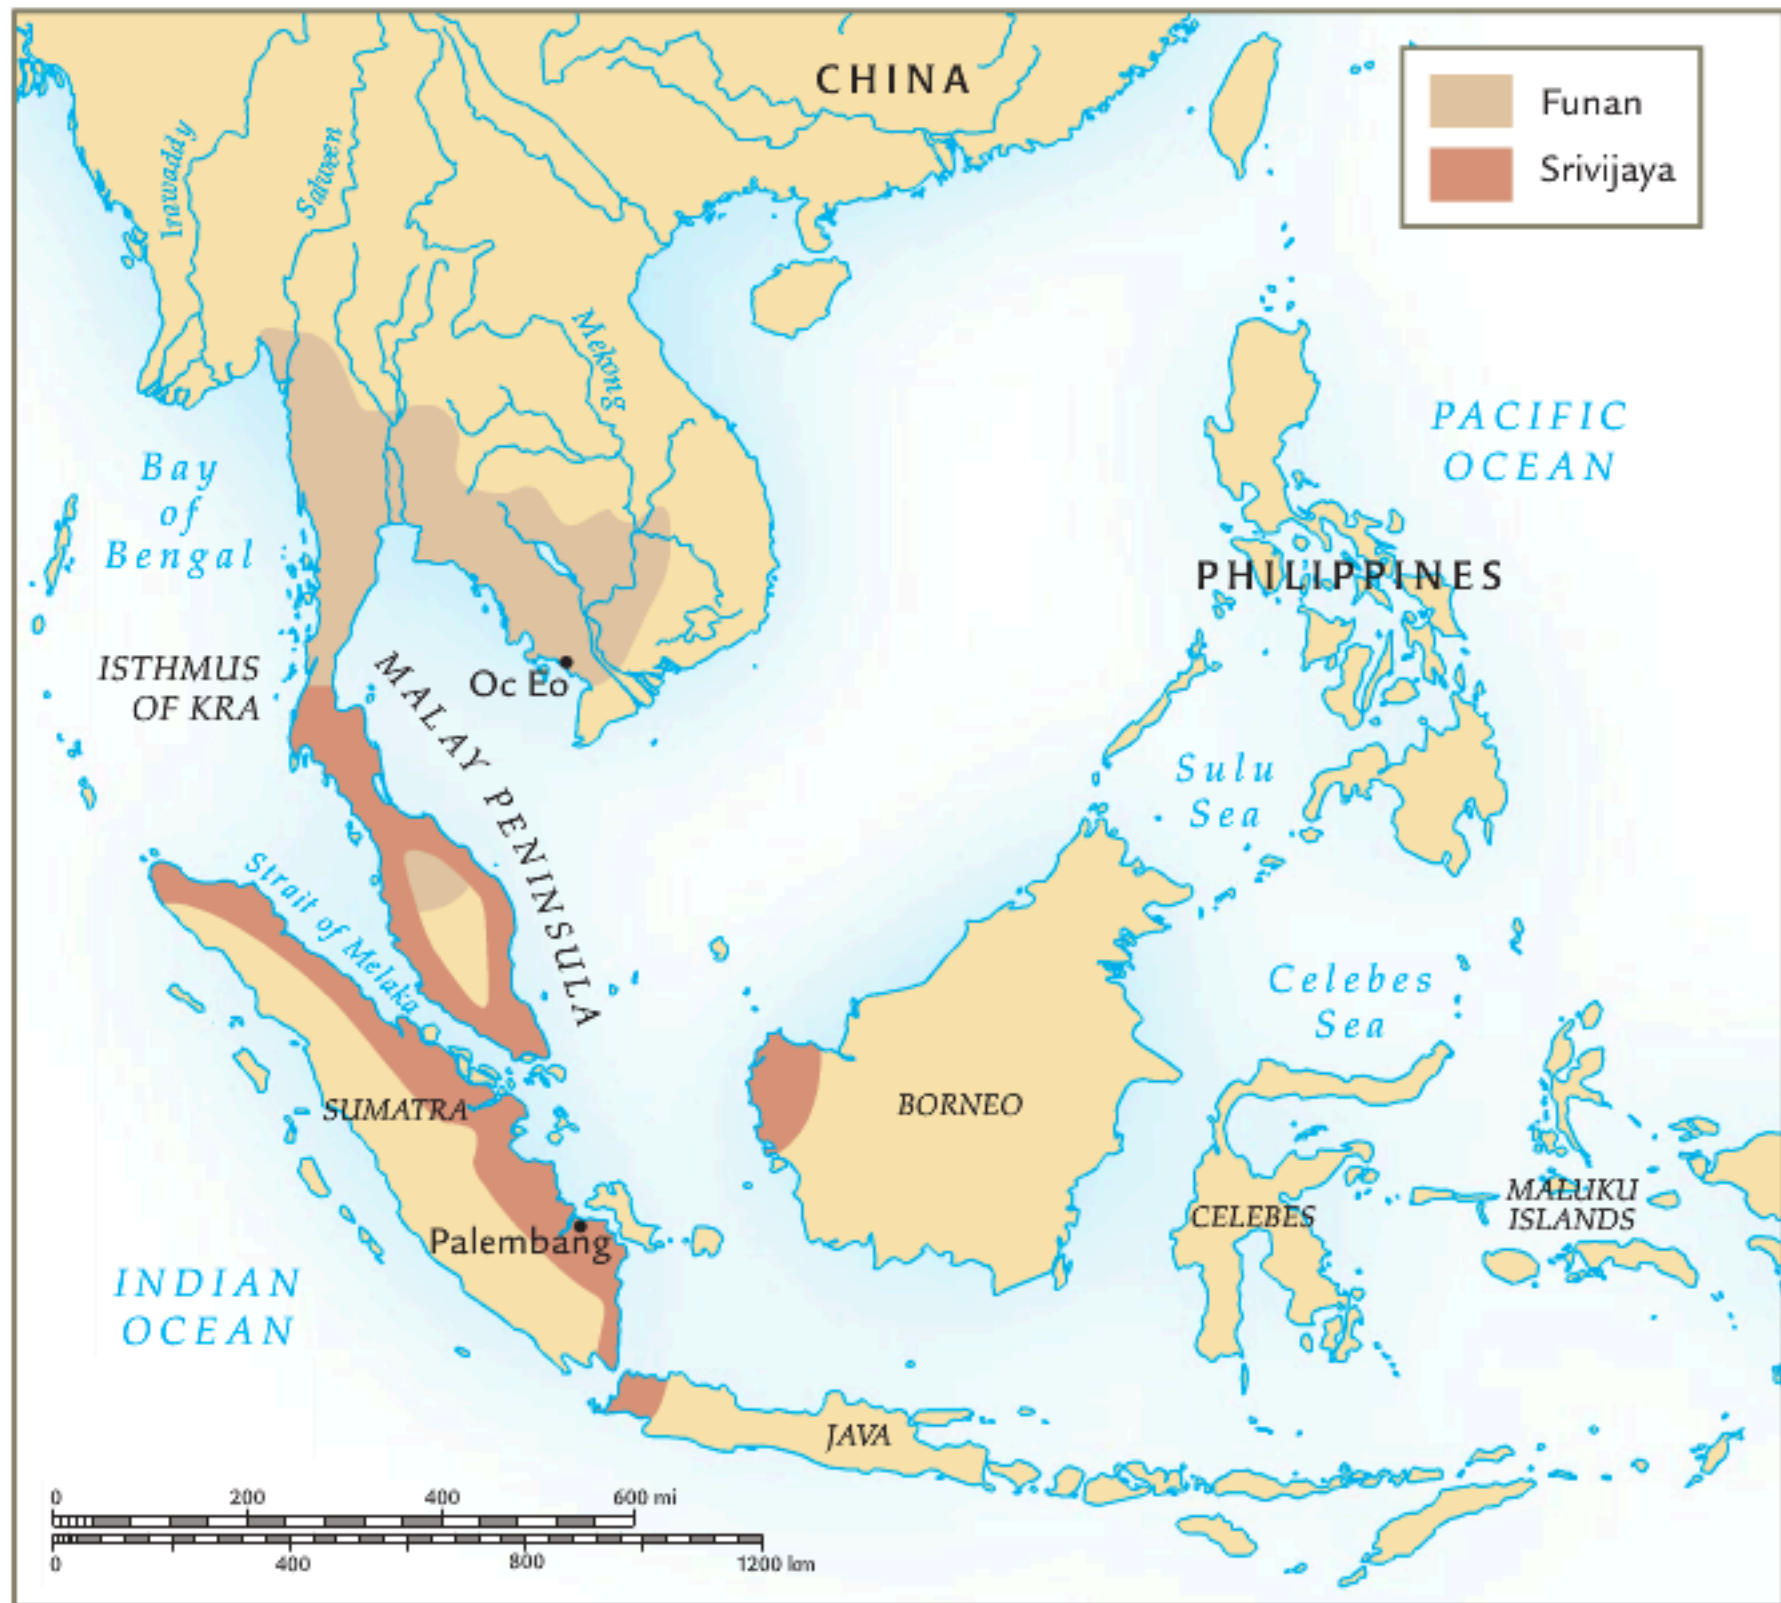 CHINA
Funan
Srivijaya
Irawaddy
Salween
Mekong
PACIFIC
OCEAN
Bay
of
Bengal
PHILIPPINES
ISTHMUS
OF KRA
MALAY PENINSULA
Oc Eo
Sulu
Sea
Strait of Melaka
Celebes
Sea
SUMATRA
BORNEO
MALUKU
ISLANDS
CELEBES
Palembang
INDIAN
OCEAN
JAVA
0 200 400 600 mi
0 400 800 1200 km